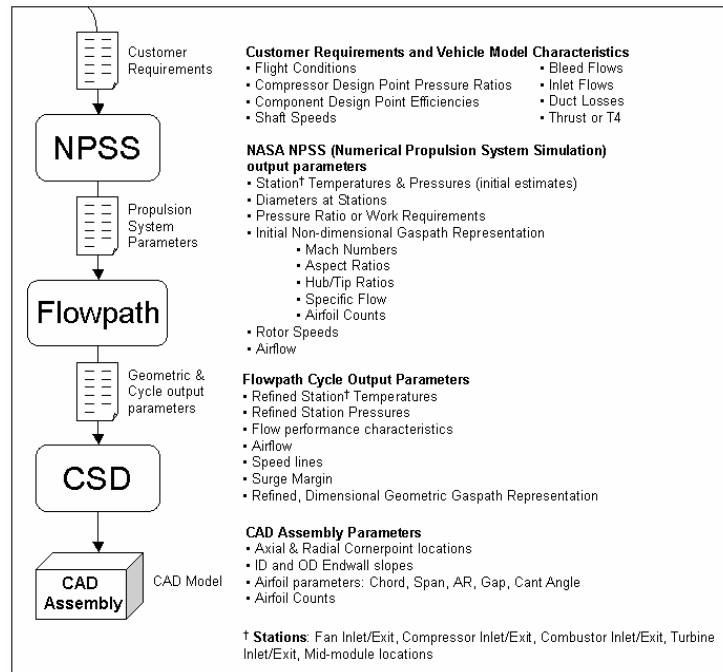 Customer
Requirements
NPSS
Propulsion
System
Parameters
Flowpath
Geometric &
Cycle output
parameters
CSD
CAD
Assembly
CAD Model
Customer Requirements and Vehicle Model Characteristics
▪ Flight Conditions
▪ Compressor Design Point Pressure Ratios
▪ Component Design Point Efficiencies
▪ Shaft Speeds
▪ Bleed Flows
▪ Inlet Flows
▪ Duct Losses
▪ Thrust or T4
NASA NPSS (Numerical Propulsion System Simulation)
output parameters
▪ Station† Temperatures & Pressures (initial estimates)
▪ Diameters at Stations
▪ Pressure Ratio or Work Requirements
▪ Initial Non-dimensional Gaspath Representation
▪ Mach Numbers
▪ Aspect Ratios
▪ Hub/Tip Ratios
▪ Specific Flow
▪ Airfoil Counts
▪ Rotor Speeds
▪ Airflow
Flowpath Cycle Output Parameters
▪ Refined Station† Temperatures
▪ Refined Station Pressures
▪ Flow performance characteristics
▪ Airflow
▪ Speed lines
▪ Surge Margin
▪ Refined, Dimensional Geometric Gaspath Representation
CAD Assembly Parameters
▪ Axial & Radial Cornerpoint locations
▪ ID and OD Endwall slopes
▪ Airfoil parameters: Chord, Span, AR, Gap, Cant Angle
▪ Airfoil Counts
† Stations: Fan Inlet/Exit, Compressor Inlet/Exit, Combustor Inlet/Exit, Turbine
Inlet/Exit, Mid-module locations